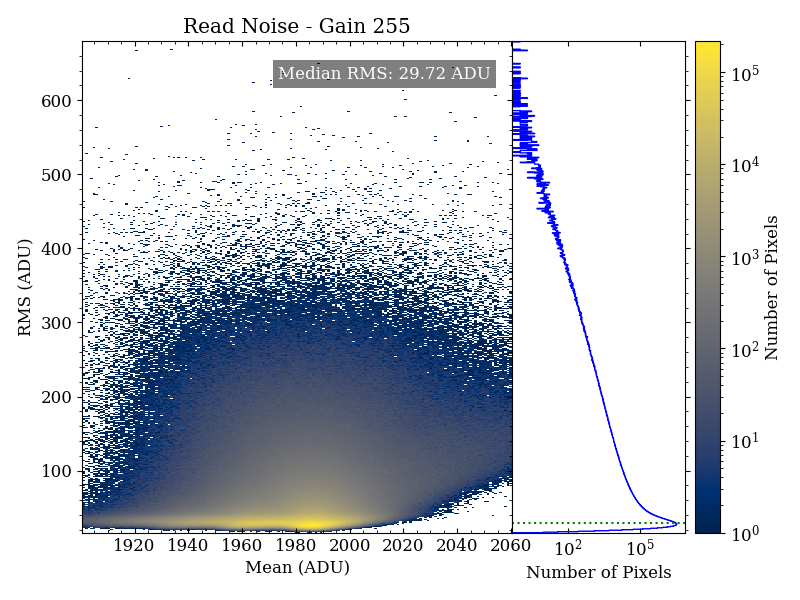 Read Noise - Gain 255
Median RMS: 29.72 ADU
RMS (ADU)
600
500
400
300
200
100
1920 1940 1960 1980 2000 2020 2040 2060
Mean (ADU)
10² 10⁵
Number of Pixels
10⁵
10⁴
10³
10²
10¹
10⁰
Number of Pixels